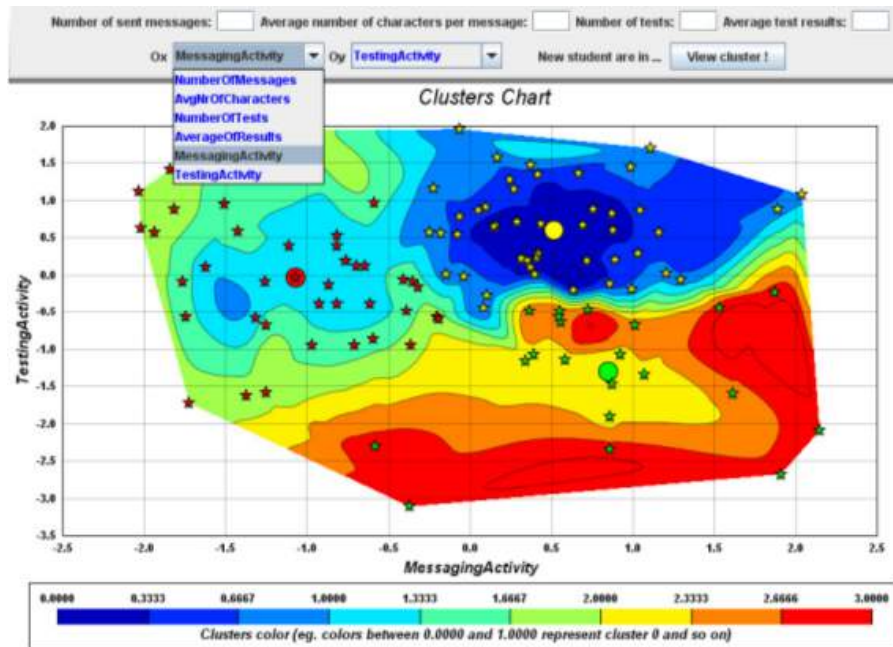 Number of sent messages: Average number of characters per message: Number of tests: Average test results:
Ox MessagingActivity Oy TestingActivity New student are in ... View cluster !
NumberOfMessages
AvgNrOfCharacters
NumberOfTests
AverageOfResults
MessagingActivity
TestingActivity
Clusters Chart
TestingActivity
2.0
1.5
1.0
0.5
0.0
-0.5
-1.0
-1.5
-2.0
-2.5
-3.0
-3.5
-2.5 -2.0 -1.5 -1.0 -0.5 0.0 0.5 1.0 1.5 2.0 2.5
MessagingActivity
0.0000 0.3333 0.6667 1.0000 1.3333 1.6667 2.0000 2.3333 2.6666 3.0000
Clusters color (eg. colors between 0.0000 and 1.0000 represent cluster 0 and so on)